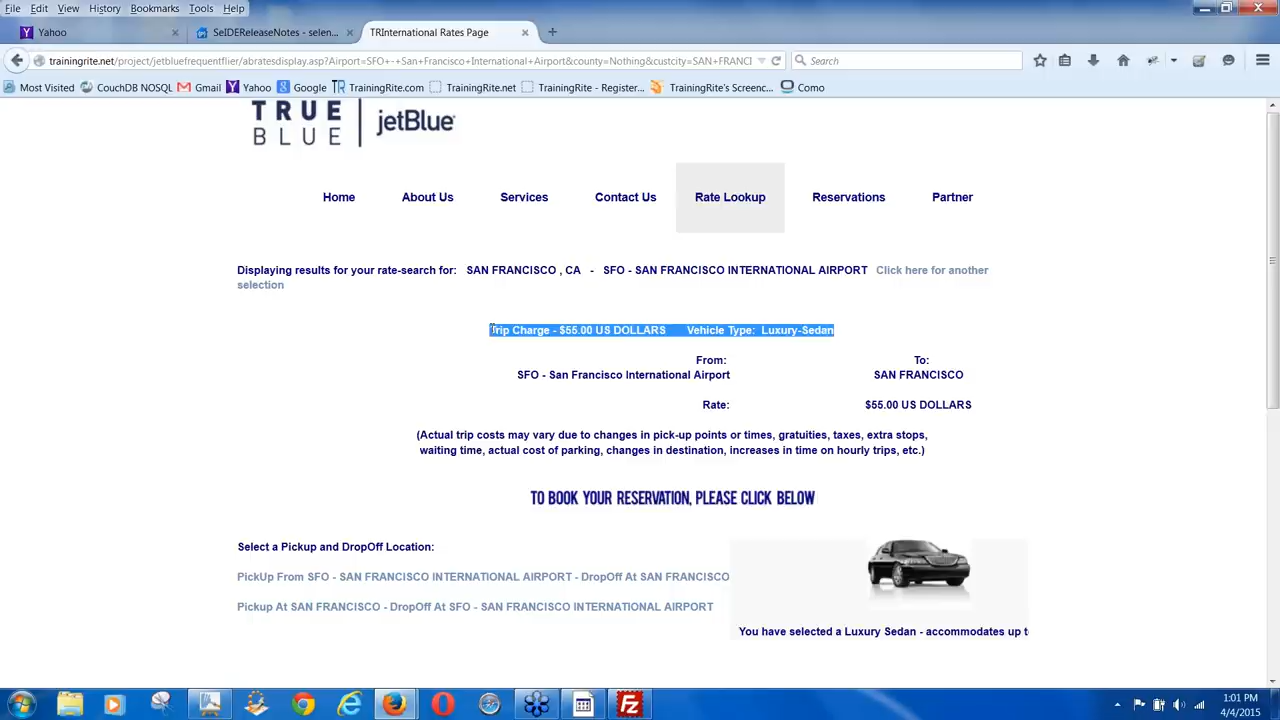 File Edit View History Bookmarks Tools Help
Yahoo
SeIDEReleaseNotes - selen...
TRInternational Rates Page
trainingrite.net/project/jetbluefrequentflier/abratesdisplay.asp?Airport=SFO+-+San+Francisco+International+Airport&county=Nothing&custcity=SAN+FRANCI
Search
Most Visited CouchDB NOSQL Gmail Yahoo Google TrainingRite.com TrainingRite.net TrainingRite - Register... TrainingRite's Screenc... Como
TRUE
BLUE
jetBlue
Home About Us Services Contact Us Rate Lookup Reservations Partner
Displaying results for your rate-search for: SAN FRANCISCO , CA - SFO - SAN FRANCISCO INTERNATIONAL AIRPORT Click here for another
selection
Trip Charge - $55.00 US DOLLARS Vehicle Type: Luxury-Sedan
From: To:
SFO - San Francisco International Airport SAN FRANCISCO
Rate: $55.00 US DOLLARS
(Actual trip costs may vary due to changes in pick-up points or times, gratuities, taxes, extra stops,
waiting time, actual cost of parking, changes in destination, increases in time on hourly trips, etc.)
TO BOOK YOUR RESERVATION, PLEASE CLICK BELOW
Select a Pickup and DropOff Location:
PickUp From SFO - SAN FRANCISCO INTERNATIONAL AIRPORT - DropOff At SAN FRANCISCO
Pickup At SAN FRANCISCO - DropOff At SFO - SAN FRANCISCO INTERNATIONAL AIRPORT
You have selected a Luxury Sedan - accommodates up t
1:01 PM
4/4/2015